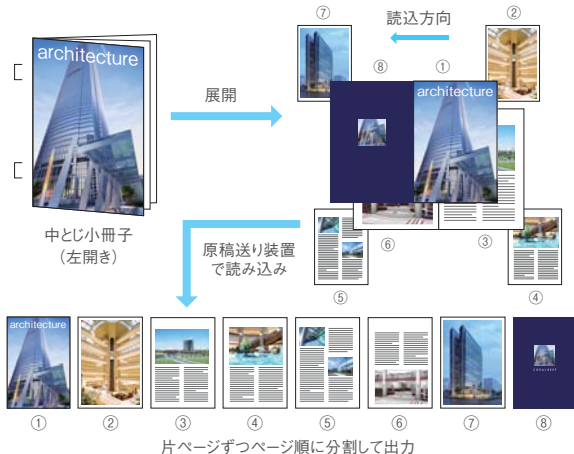 ⑦
読込方向
②
architecture
展開
⑧
①
architecture
中とじ小冊子
(左開き)
原稿送り装置
で読み込み
⑥
③
⑤
④
architecture
①
②
③
④
⑤
⑥
⑦
⑧
片ページずつページ順に分割して出力